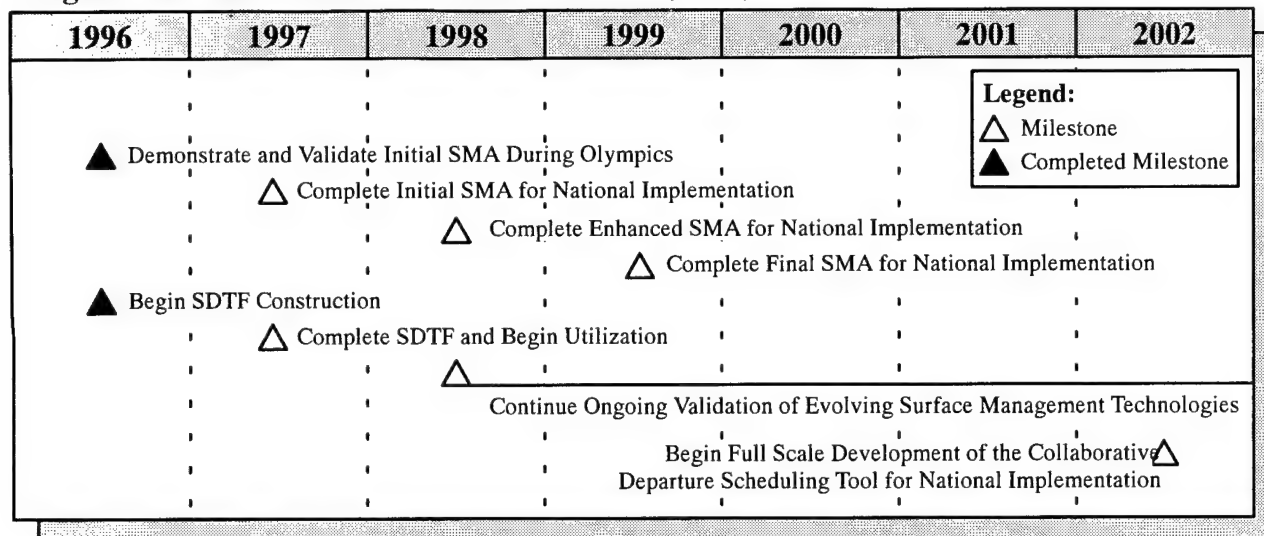 1996 1997 1998 1999 2000 2001 2002
Legend:
Milestone
Completed Milestone
Demonstrate and Validate Initial SMA During Olympics
Complete Initial SMA for National Implementation
Complete Enhanced SMA for National Implementation
Complete Final SMA for National Implementation
Begin SDTF Construction
Complete SDTF and Begin Utilization
Continue Ongoing Validation of Evolving Surface Management Technologies
Begin Full Scale Development of the Collaborative
Departure Scheduling Tool for National Implementation